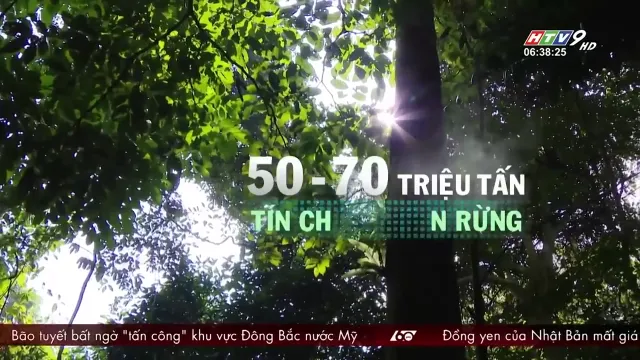 HTV9 HD
06:38:25
50 - 70 TRIỆU TẤN
TÍN CH N RỪNG
Bão tuyết bất ngờ "tấn công" khu vực Đông Bắc nước Mỹ
Đồng yen của Nhật Bản mất giá